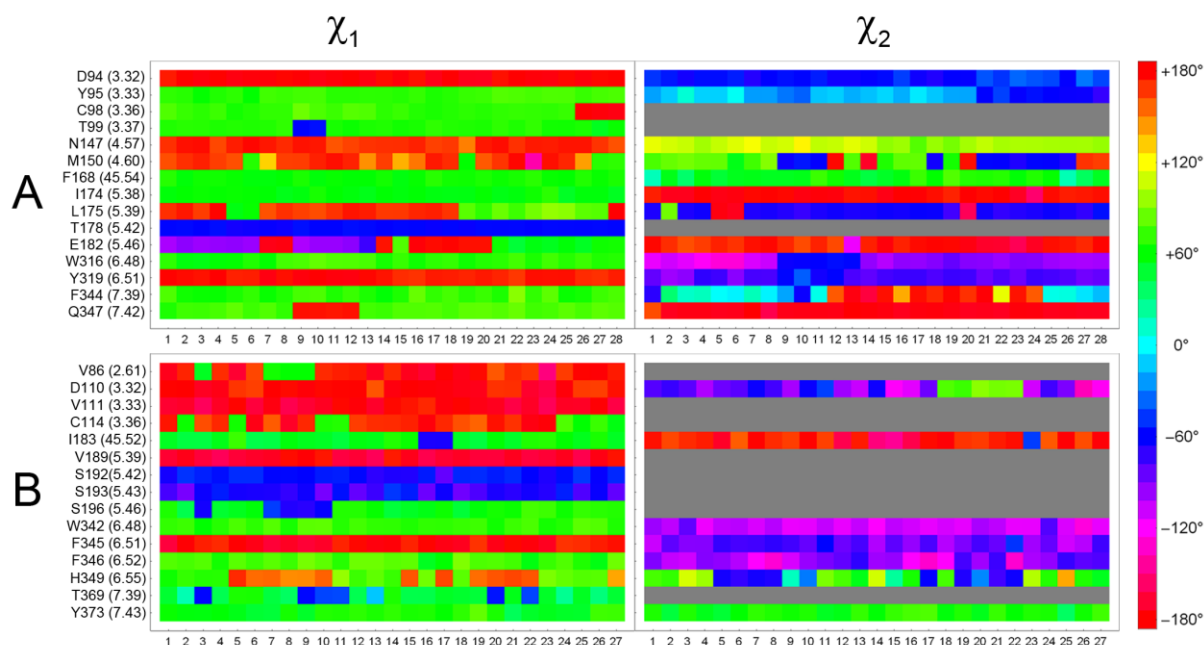 χ₁ χ₂
A
D94 (3.32)
Y95 (3.33)
C98 (3.36)
T99 (3.37)
N147 (4.57)
M150 (4.60)
F168 (45.54)
I174 (5.38)
L175 (5.39)
T178 (5.42)
E182 (5.46)
W316 (6.48)
Y319 (6.51)
F344 (7.39)
Q347 (7.42)
1 2 3 4 5 6 7 8 9 10 11 12 13 14 15 16 17 18 19 20 21 22 23 24 25 26 27 28
1 2 3 4 5 6 7 8 9 10 11 12 13 14 15 16 17 18 19 20 21 22 23 24 25 26 27 28
B
V86 (2.61)
D110 (3.32)
V111 (3.33)
C114 (3.36)
I183 (45.52)
V189(5.39)
S192(5.42)
S193(5.43)
S196 (5.46)
W342 (6.48)
F345 (6.51)
F346 (6.52)
H349 (6.55)
T369 (7.39)
Y373 (7.43)
1 2 3 4 5 6 7 8 9 10 11 12 13 14 15 16 17 18 19 20 21 22 23 24 25 26 27
1 2 3 4 5 6 7 8 9 10 11 12 13 14 15 16 17 18 19 20 21 22 23 24 25 26 27
+180°
+120°
+60°
0°
−60°
−120°
−180°